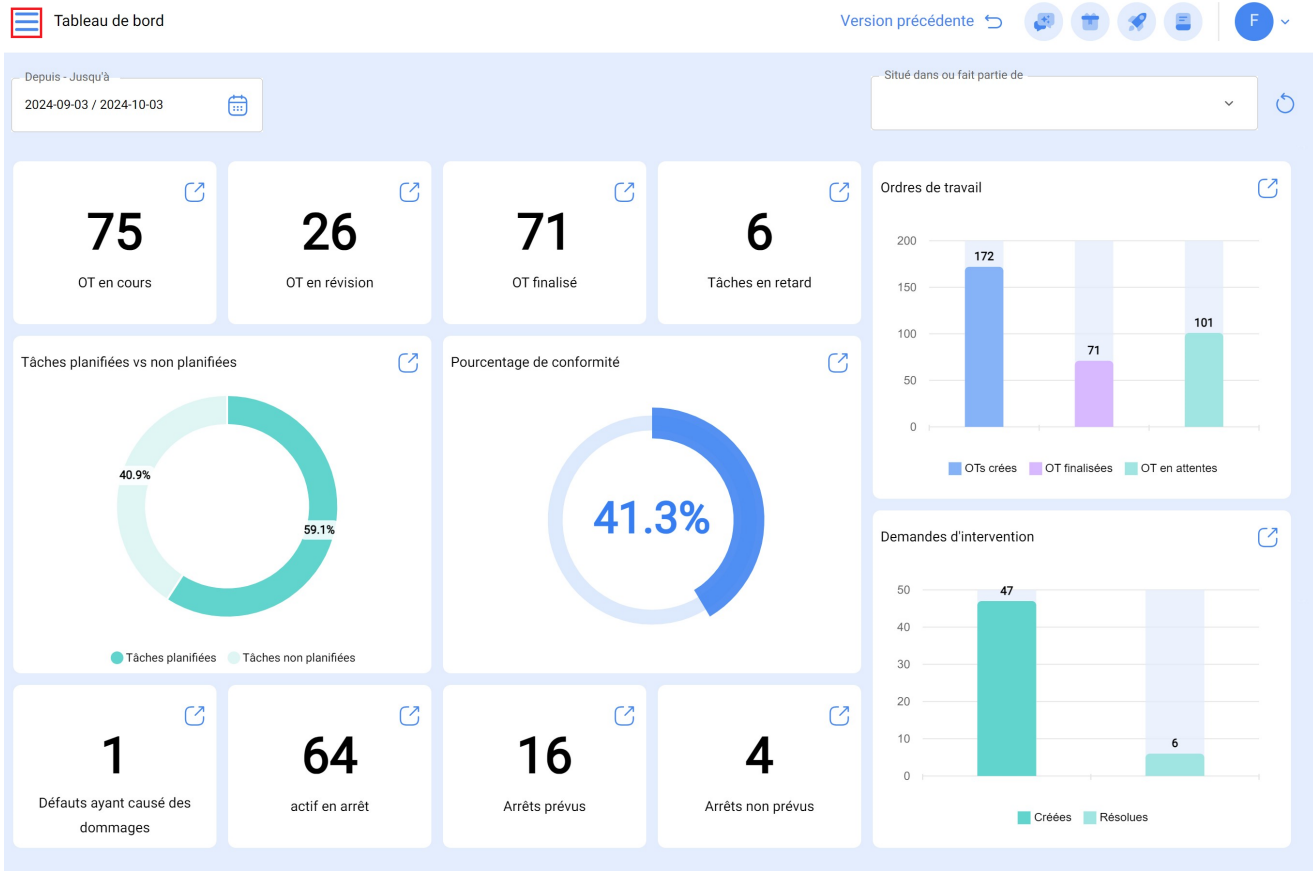 Tableau de bord
Version précédente
F
Depuis - Jusqu'à
2024-09-03 / 2024-10-03
Situé dans ou fait partie de
75
OT en cours
26
OT en révision
71
OT finalisé
6
Tâches en retard
Ordres de travail
200
150
100
50
0
172
71
101
OTs crées
OT finalisées
OT en attentes
Tâches planifiées vs non planifiées
40.9%
59.1%
Tâches planifiées
Tâches non planifiées
Pourcentage de conformité
41.3%
Demandes d'intervention
50
40
30
20
10
0
47
6
Créées
Résolues
1
Défauts ayant causé des
dommages
64
actif en arrêt
16
Arrêts prévus
4
Arrêts non prévus